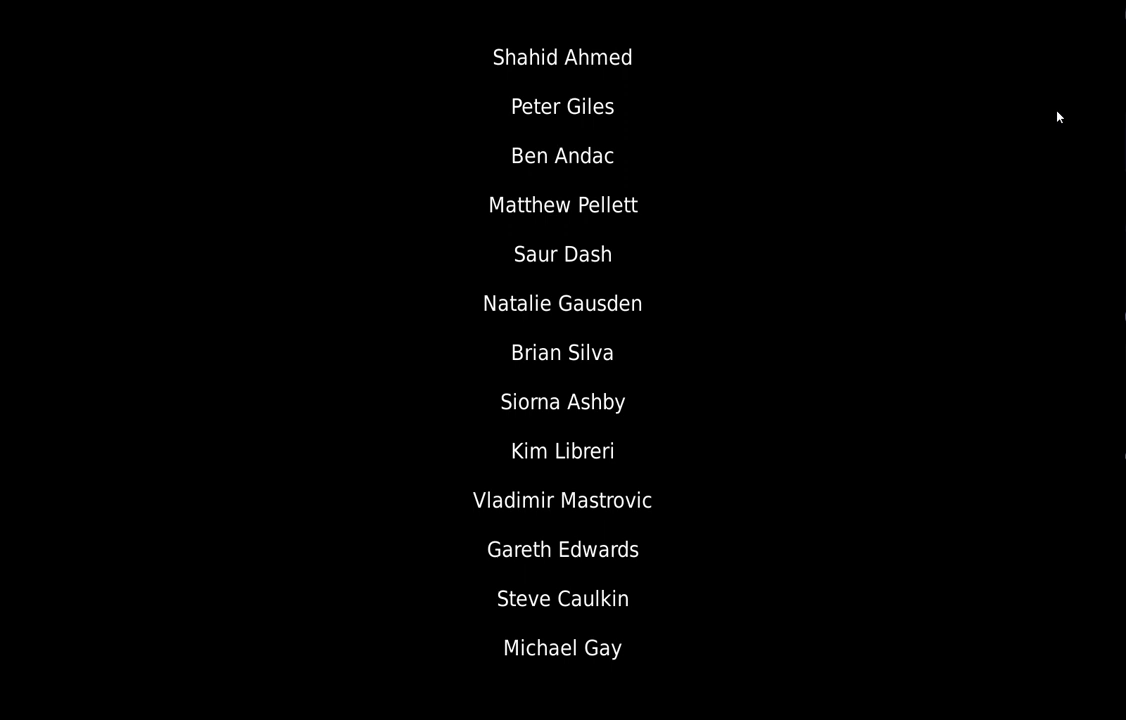 Shahid Ahmed
Peter Giles
Ben Andac
Matthew Pellett
Saur Dash
Natalie Gausden
Brian Silva
Siorna Ashby
Kim Libreri
Vladimir Mastrovic
Gareth Edwards
Steve Caulkin
Michael Gay